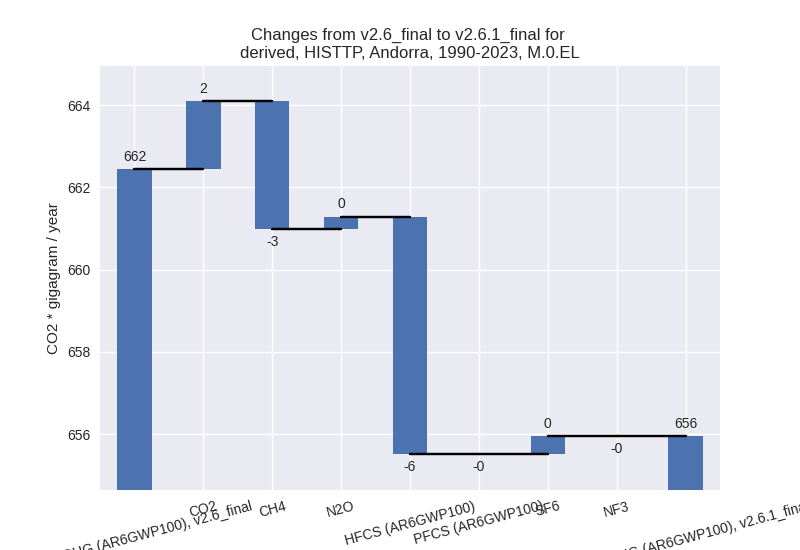 Changes from v2.6_final to v2.6.1_final for
derived, HISTTP, Andorra, 1990-2023, M.0.EL
CO2 * gigagram / year
664
662
660
658
656
662
2
-3
0
-6
-0
0
-0
656
(AR6GWP100), v2.6_final
CO2
CH4
N2O
HFCS (AR6GWP100)
PFCS (AR6GWP100)
SF6
NF3
(AR6GWP100), v2.6.1_final